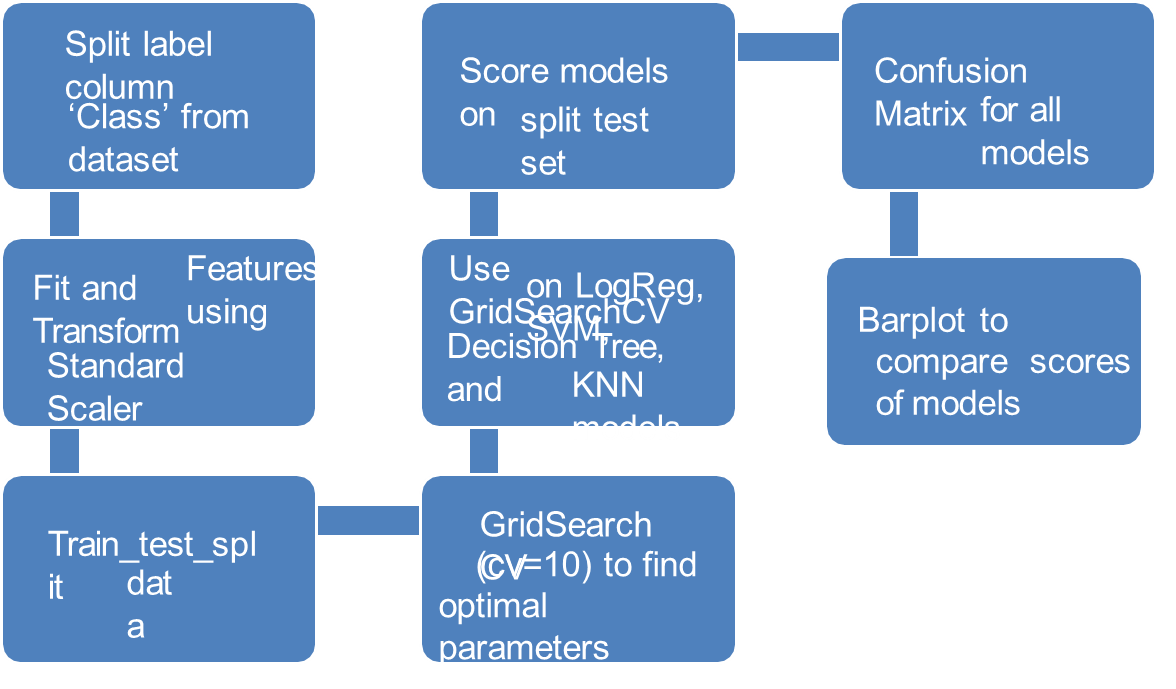 Split label
column
‘Class’ from
dataset
Fit and
Transform
Features
using
Standard
Scaler
Train_test_spl
it
dat
a
GridSearch
CV
(cv=10) to find
optimal
parameters
Use
GridSearchCV
on LogReg,
SVM,
Decision Tree,
and
KNN
models
Score models
on
split test
set
Confusion
Matrix
for all
models
Barplot to
compare scores
of models